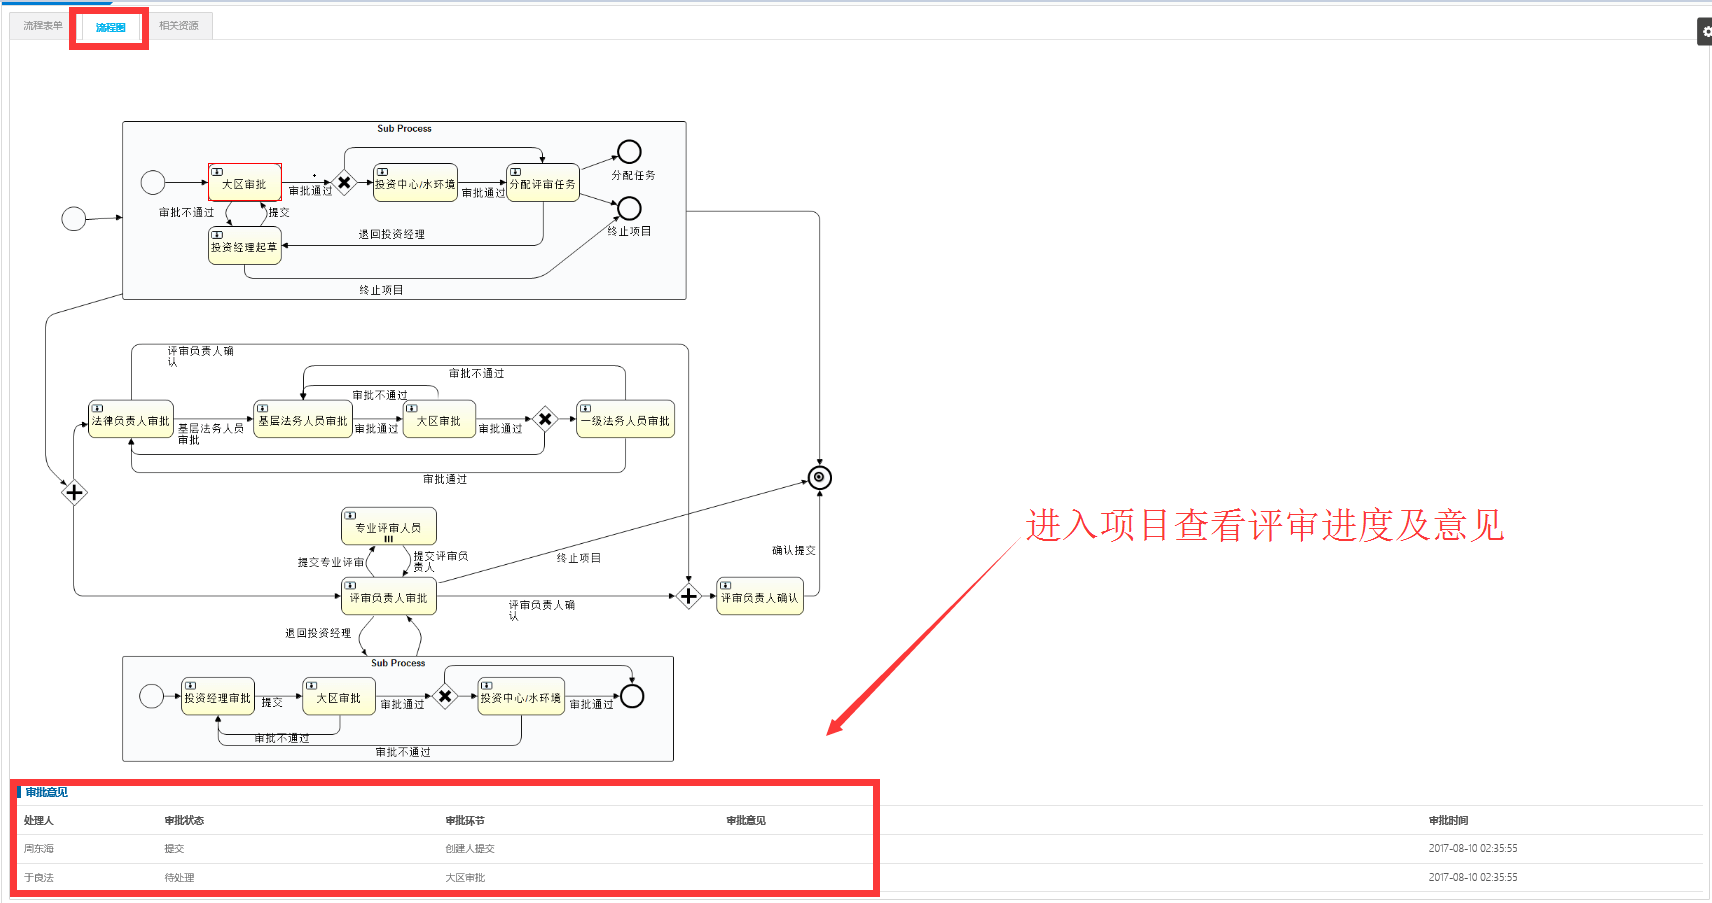 流程表单
流程图
相关资源
Sub Process
大区审批
审批通过
投资中心/水环境
审批通过
分配评审任务
分配任务
审批不通过
提交
终止项目
投资经理起草
退回投资经理
终止项目
评审负责人确
认
审批不通过
审批不通过
法律负责人审批
基层法务人员
审批
基层法务人员审批
审批通过
大区审批
审批通过
一级法务人员审批
审批通过
进入项目查看评审进度及意见
专业评审人员
提交专业评审
提交评审负
责人
终止项目
确认提交
评审负责人审批
评审负责人确
认
评审负责人确认
退回投资经理
Sub Process
投资经理审批
提交
大区审批
审批通过
投资中心/水环境
审批通过
审批不通过
审批不通过
审批意见
处理人 审批状态 审批环节 审批意见 审批时间
周东海 提交 创建人提交 2017-08-10 02:35:55
于良法 待处理 大区审批 2017-08-10 02:35:55